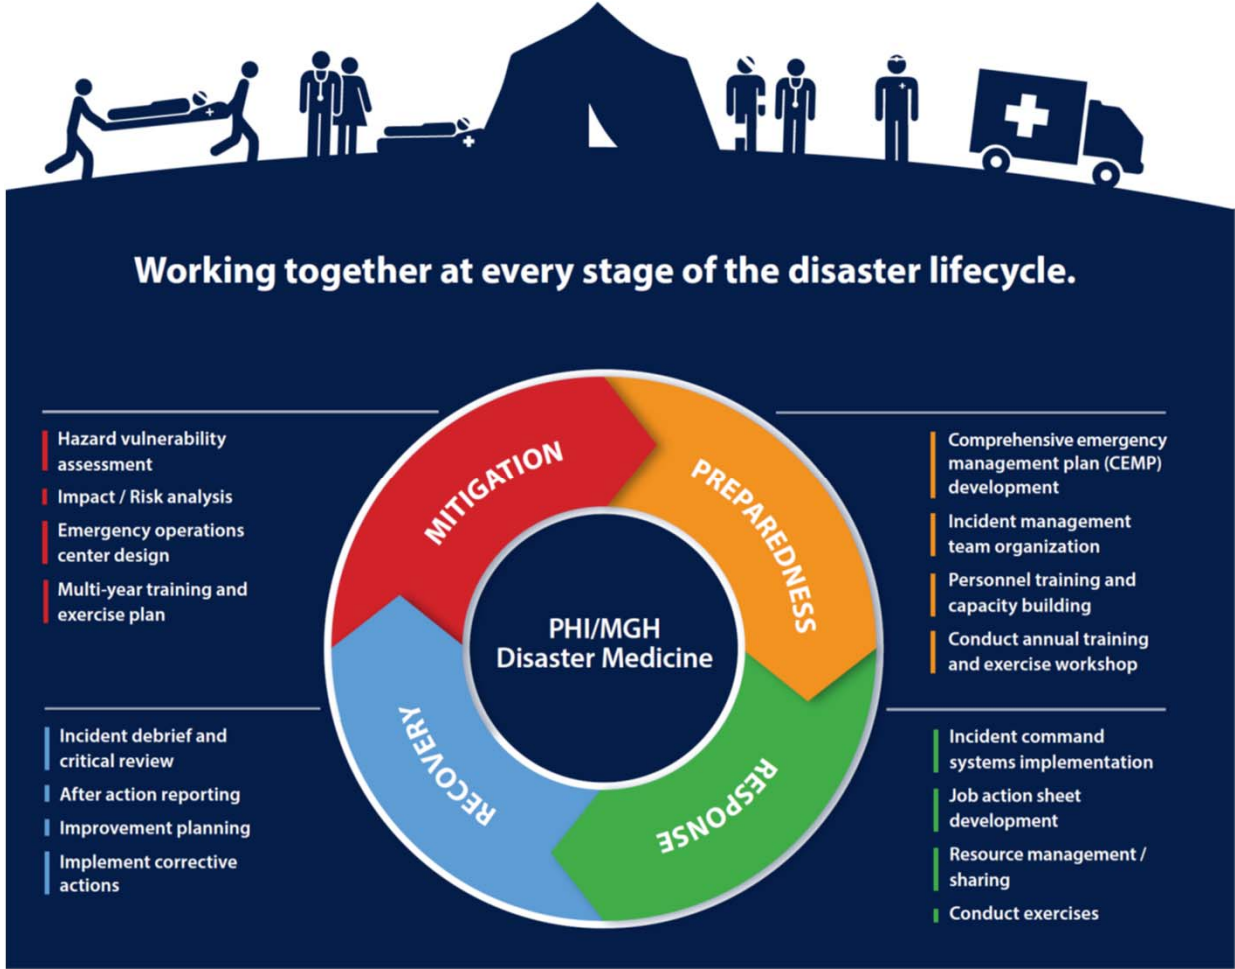 Working together at every stage of the disaster lifecycle.
Hazard vulnerability
assessment
Impact / Risk analysis
Emergency operations
center design
Multi-year training and
exercise plan
MITIGATION
PREPAREDNESS
Comprehensive emergency
management plan (CEMP)
development
Incident management
team organization
Personnel training and
capacity building
Conduct annual training
and exercise workshop
PHI/MGH
Disaster Medicine
Incident debrief and
critical review
After action reporting
Improvement planning
Implement corrective
actions
RECOVERY
RESPONSE
Incident command
systems implementation
Job action sheet
development
Resource management /
sharing
Conduct exercises